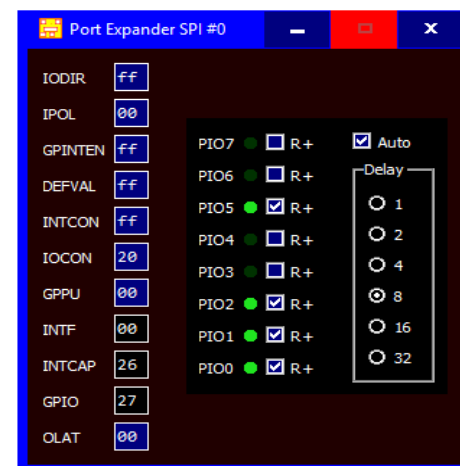 Port Expander SPI #0
IODIR ff
IPOL 00
GPINTEN ff
DEFVAL ff
INTCON ff
IOCON 20
GPPU 00
INTF 00
INTCAP 26
GPIO 27
OLAT 00
PIO7 R+
PIO6 R+
PIO5 R+
PIO4 R+
PIO3 R+
PIO2 R+
PIO1 R+
PIO0 R+
Auto
Delay
1
2
4
8
16
32